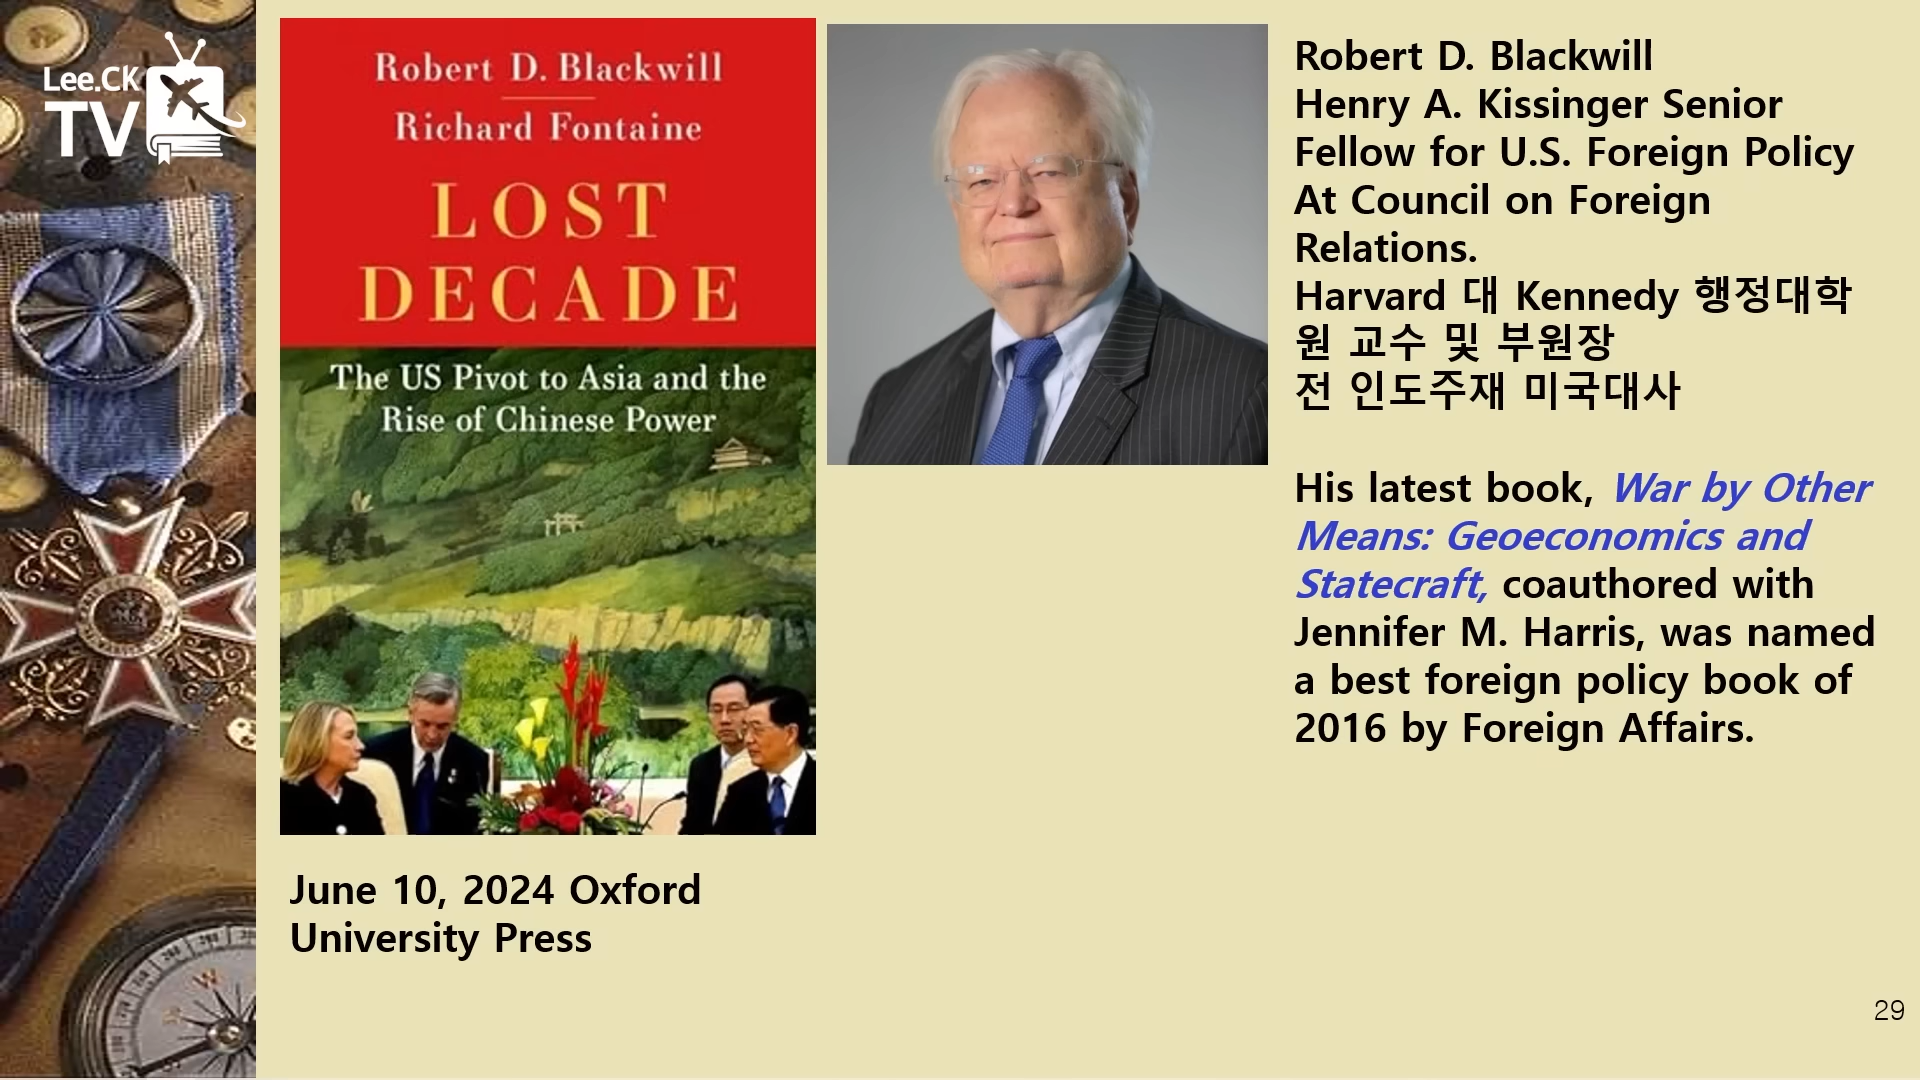 Lee.CK
TV
Robert D. Blackwill
Richard Fontaine
LOST
DECADE
The US Pivot to Asia and the
Rise of Chinese Power
June 10, 2024 Oxford
University Press
Robert D. Blackwill
Henry A. Kissinger Senior
Fellow for U.S. Foreign Policy
At Council on Foreign
Relations.
Harvard 대 Kennedy 행정대학
원 교수 및 부원장
전 인도주재 미국대사
His latest book, War by Other
Means: Geoeconomics and
Statecraft, coauthored with
Jennifer M. Harris, was named
a best foreign policy book of
2016 by Foreign Affairs.
29